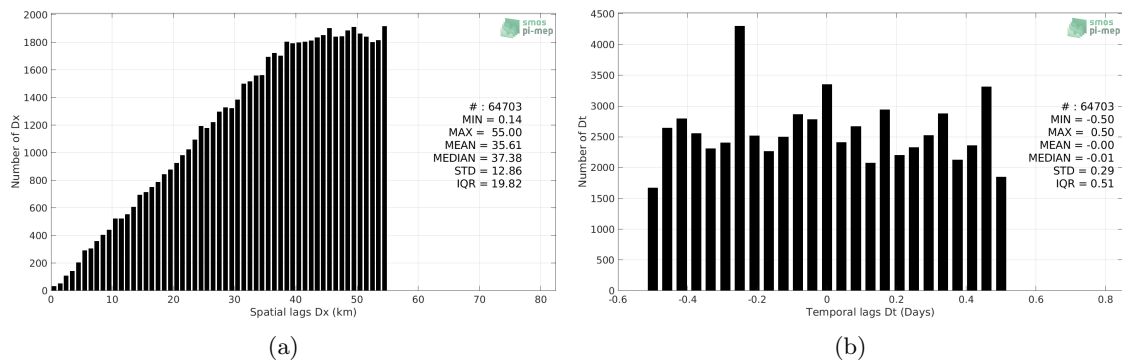 2000
1800
1600
1400
1200
1000
800
600
400
200
0
Number of Dx
smos
pi-mep
# : 64703
MIN = 0.14
MAX = 55.00
MEAN = 35.61
MEDIAN = 37.38
STD = 12.86
IQR = 19.82
0 10 20 30 40 50 60 70 80
Spatial lags Dx (km)
(a)
4500
4000
3500
3000
2500
2000
1500
1000
500
0
Number of Dt
smos
pi-mep
# : 64703
MIN = -0.50
MAX = 0.50
MEAN = -0.00
MEDIAN = -0.01
STD = 0.29
IQR = 0.51
-0.6 -0.4 -0.2 0 0.2 0.4 0.6 0.8
Temporal lags Dt (Days)
(b)